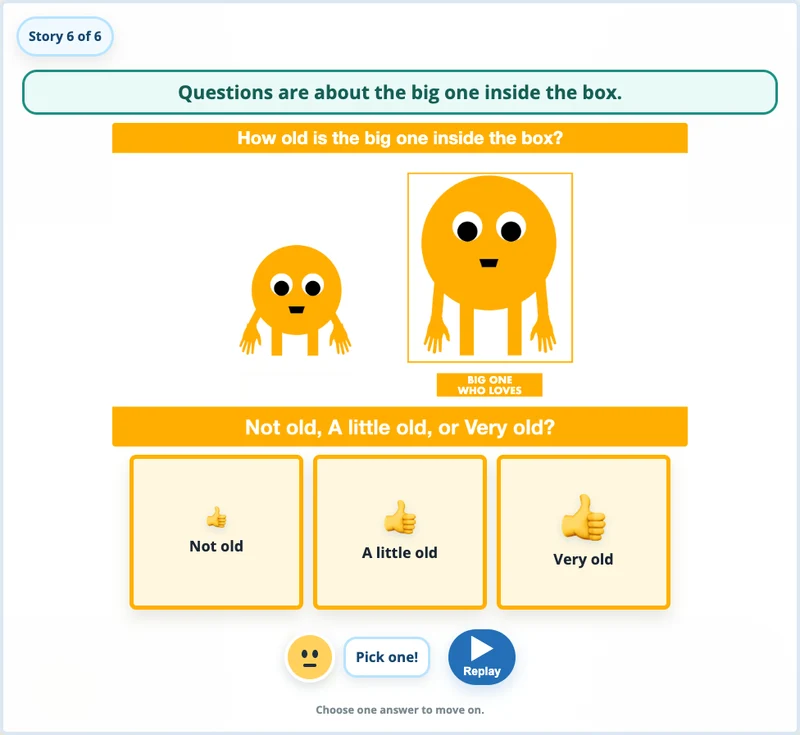 Story 6 of 6
Questions are about the big one inside the box.
How old is the big one inside the box?
BIG ONE
WHO LOVES
Not old, A little old, or Very old?
Not old
A little old
Very old
Pick one!
Replay
Choose one answer to move on.